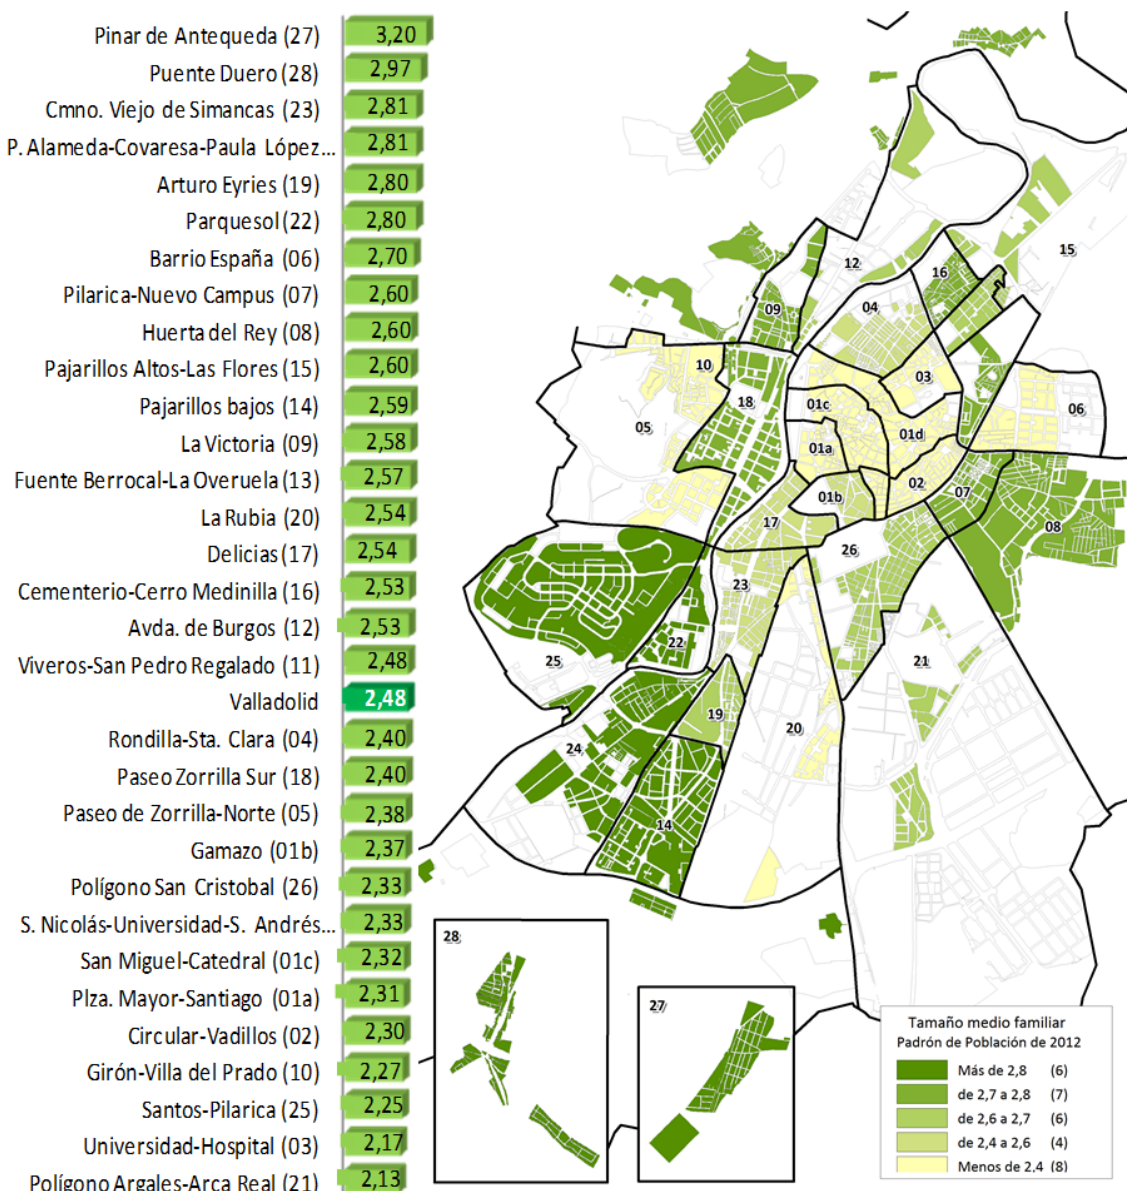 Pinar de Antequeda (27) 3,20
Puente Duero (28) 2,97
Cmno. Viejo de Simancas (23) 2,81
P. Alameda-Covaresa-Paula López... 2,81
Arturo Eyries (19) 2,80
Parquesol (22) 2,80
Barrio España (06) 2,70
Pilarica-Nuevo Campus (07) 2,60
Huerta del Rey (08) 2,60
Pajarillos Altos-Las Flores (15) 2,60
Pajarillos bajos (14) 2,59
La Victoria (09) 2,58
Fuente Berrocal-La Overuela (13) 2,57
La Rubia (20) 2,54
Delicias (17) 2,54
Cementerio-Cerro Medinilla (16) 2,53
Avda. de Burgos (12) 2,53
Viveros-San Pedro Regalado (11) 2,48
Valladolid 2,48
Rondilla-Sta. Clara (04) 2,40
Paseo Zorrilla Sur (18) 2,40
Paseo de Zorrilla-Norte (05) 2,38
Gamazo (01b) 2,37
Polígono San Cristobal (26) 2,33
S. Nicolás-Universidad-S. Andrés... 2,33
San Miguel-Catedral (01c) 2,32
Plza. Mayor-Santiago (01a) 2,31
Circular-Vadillos (02) 2,30
Girón-Villa del Prado (10) 2,27
Santos-Pilarica (25) 2,25
Universidad-Hospital (03) 2,17
Polígono Argales-Arca Real (21) 2,13
15
12
16
04
09
10
03
18
01c
06
05
01d
01a
02
07
01b
17
08
26
23
22
25
21
19
20
24
14
28
27
Tamaño medio familiar
Padrón de Población de 2012
Más de 2,8 (6)
de 2,7 a 2,8 (7)
de 2,6 a 2,7 (6)
de 2,4 a 2,6 (4)
Menos de 2,4 (8)